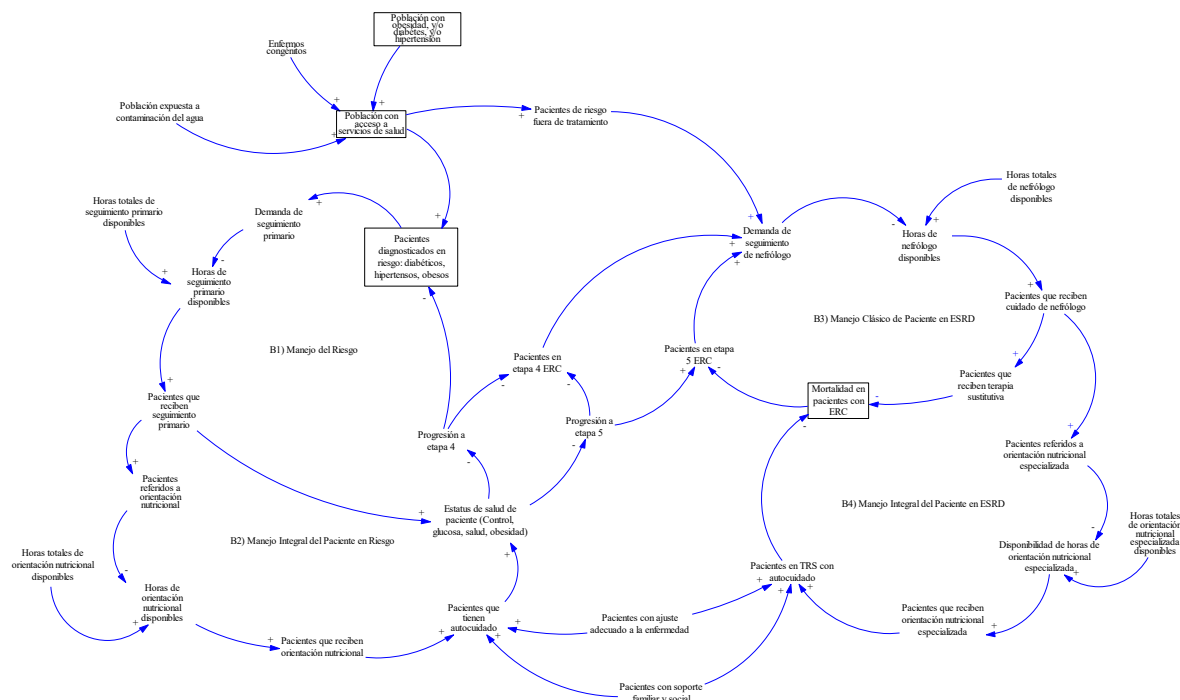 Población con
obesidad, y/o
diabetes, y/o
hipertensión
Enfermos
congénitos
Población expuesta a
contaminación del agua
Población con
acceso a
servicios de salud
Pacientes de riesgo
fuera de tratamiento
Horas totales de
seguimiento primario
disponibles
Demanda de
seguimiento
primario
Pacientes
diagnosticados en
riesgo: diabéticos,
hipertensos, obesos
Horas de
seguimiento
primario
disponibles
Demanda de
seguimiento
de nefrólogo
Horas totales
de nefrólogo
disponibles
Horas de
nefrólogo
disponibles
Pacientes que reciben
cuidado de nefrólogo
B1) Manejo del Riesgo
B3) Manejo Clásico de Paciente en ESRD
Pacientes en
etapa 4 ERC
Pacientes en etapa
5 ERC
Pacientes que
reciben terapia
sustitutiva
Mortalidad en
pacientes con
ERC
Pacientes que
reciben
seguimiento
primario
Progresión a
etapa 4
Progresión a
etapa 5
Pacientes referidos a
orientación nutricional
especializada
Pacientes
referidos a
orientación
nutricional
Estatus de salud de
paciente (Control,
glucosa, salud, obesidad)
B2) Manejo Integral del Paciente en Riesgo
B4) Manejo Integral del Paciente en ESRD
Horas totales
de orientación
nutricional
especializada
disponibles
Horas totales de
orientación nutricional
disponibles
Horas de
orientación
nutricional
disponibles
Disponibilidad de horas de
orientación nutricional
especializada
Pacientes en TRS con
autocuidado
Pacientes que
tienen
autocuidado
Pacientes con ajuste
adecuado a la enfermedad
Pacientes que reciben
orientación nutricional
especializada
Pacientes que reciben
orientación nutricional
Pacientes con soporte
familiar y social